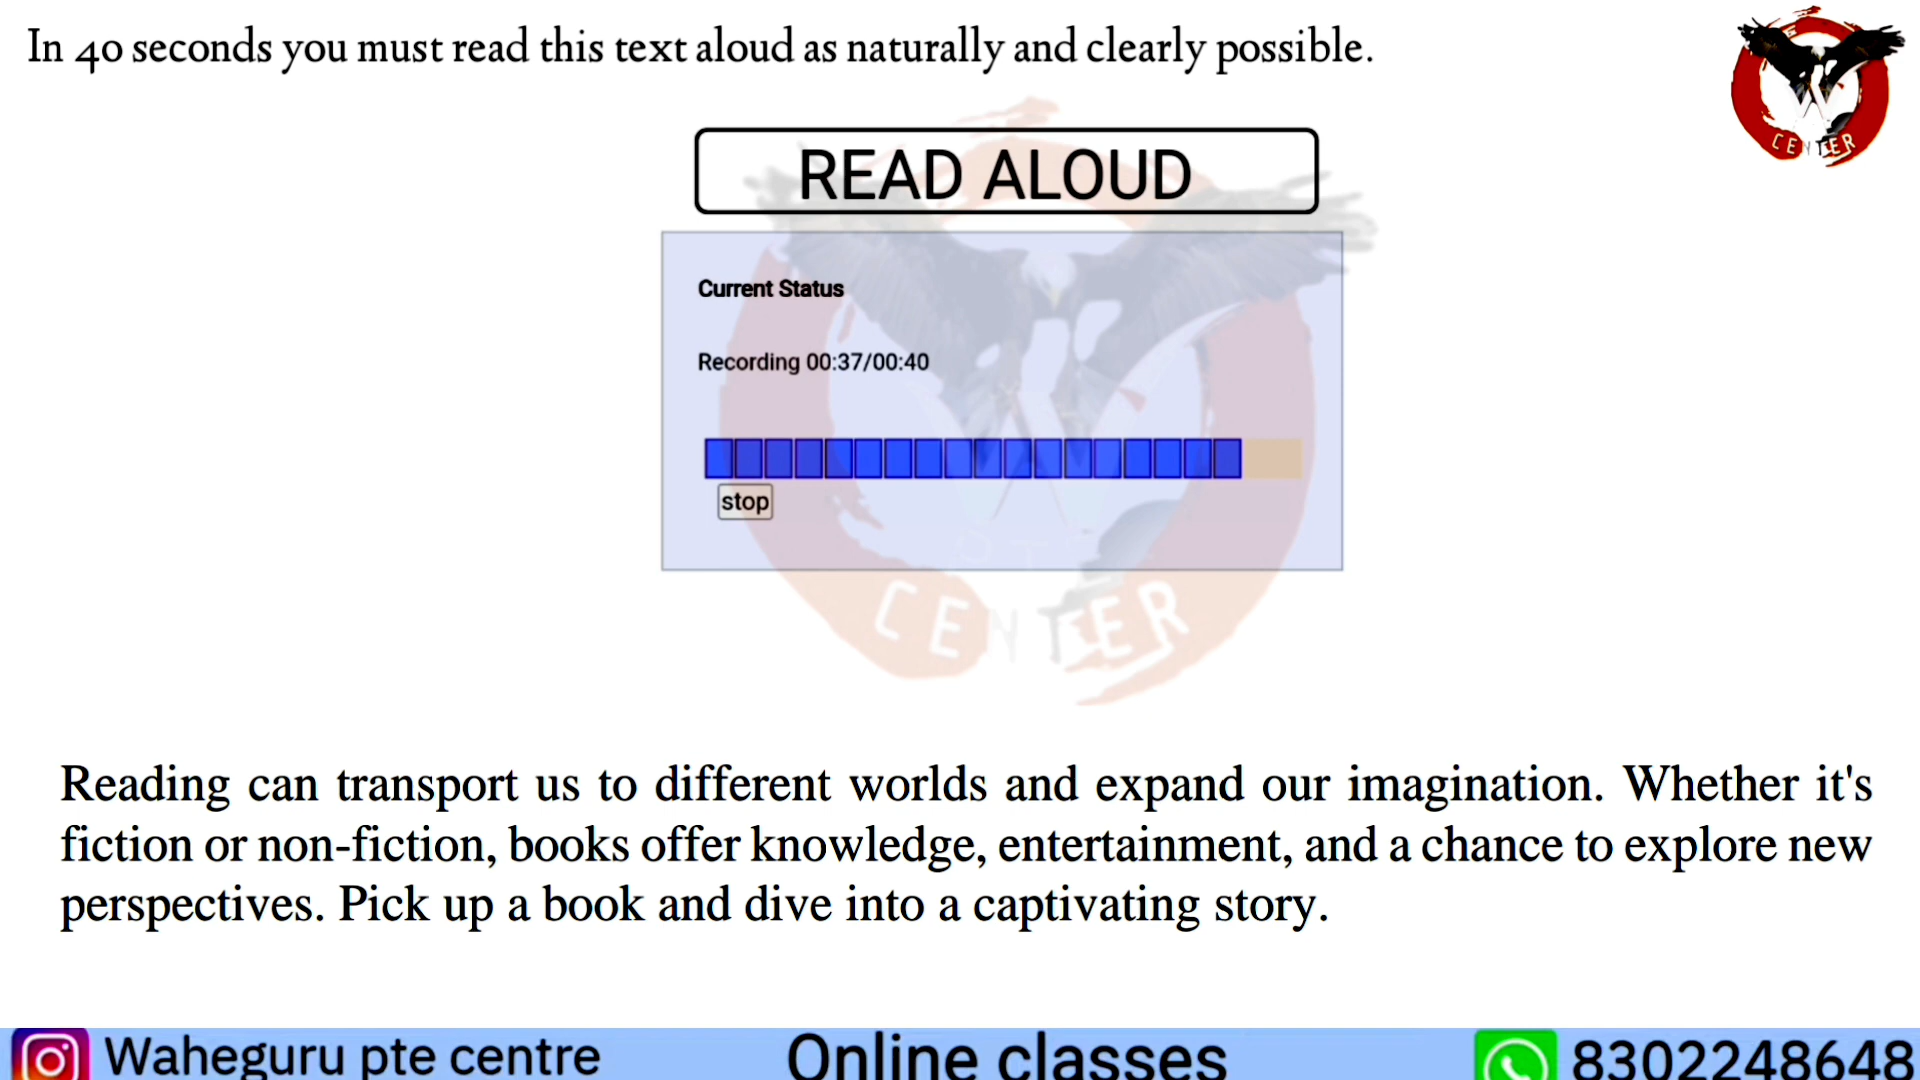 In 40 seconds you must read this text aloud as naturally and clearly possible.
CENTER
READ ALOUD
Current Status
Recording 00:37/00:40
stop
CENTER
Reading can transport us to different worlds and expand our imagination. Whether it's
fiction or non-fiction, books offer knowledge, entertainment, and a chance to explore new
perspectives. Pick up a book and dive into a captivating story.
Waheguru pte centre Online classes 8302248648